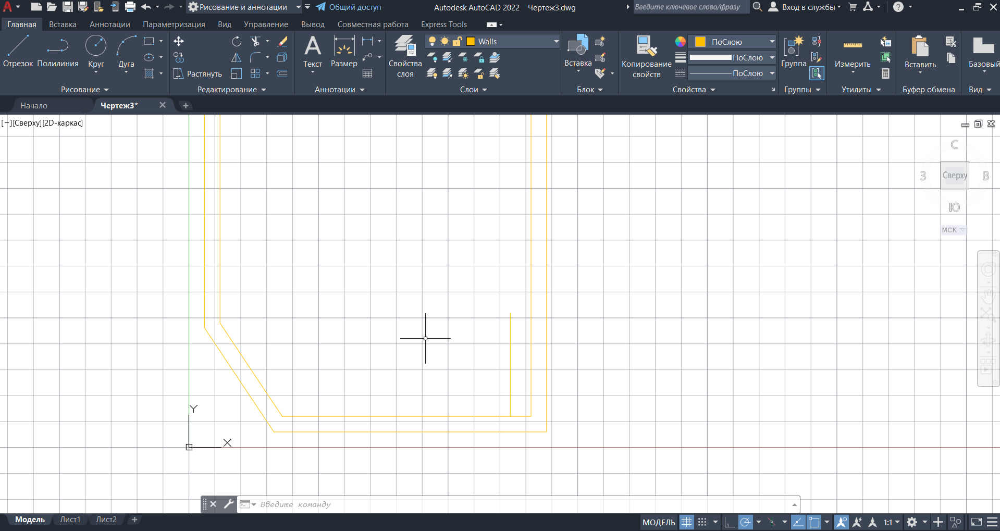 Рисование и аннотации
Общий доступ
Autodesk AutoCAD 2022 Чертеж3.dwg
Введите ключевое слово/фразу
Вход в службы
Главная Вставка Аннотации Параметризация Вид Управление Вывод Совместная работа Express Tools
Отрезок Полилиния Круг Дуга
Рисование
Растянуть
Редактирование
Текст Размер
Аннотации
Свойства слоя
Walls
Слои
Вставка
Блок
Копирование свойств
ПоСлою
ПоСлою
ПоСлою
Свойства
Группа
Группы
Измерить
Утилиты
Вставить
Буфер обмена
Базовый
Вид
Начало
Чертеж3*
[−][Сверху][2D-каркас]
С
З Сверху В
Ю
МСК
Y
X
Введите команду
Модель Лист1 Лист2
МОДЕЛЬ
1:1